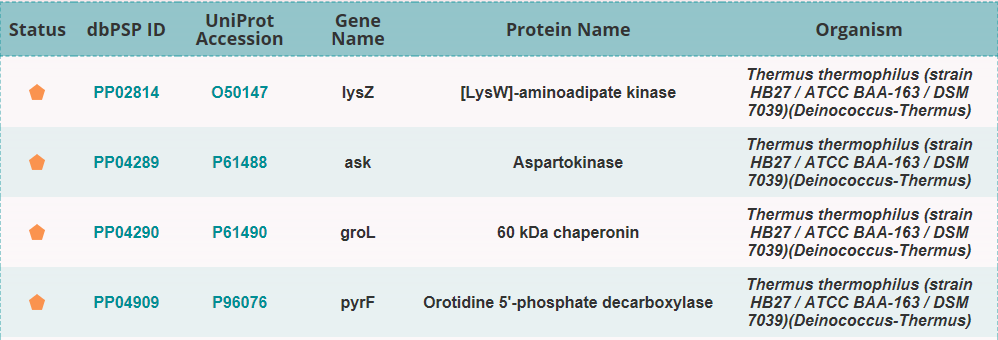 Status dbPSP ID UniProt Accession Gene Name Protein Name Organism
PP02814 O50147 lysZ [LysW]-aminoadipate kinase Thermus thermophilus (strain
HB27 / ATCC BAA-163 / DSM
7039)(Deinococcus-Thermus)
PP04289 P61488 ask Aspartokinase Thermus thermophilus (strain
HB27 / ATCC BAA-163 / DSM
7039)(Deinococcus-Thermus)
PP04290 P61490 groL 60 kDa chaperonin Thermus thermophilus (strain
HB27 / ATCC BAA-163 / DSM
7039)(Deinococcus-Thermus)
PP04909 P96076 pyrF Orotidine 5'-phosphate decarboxylase Thermus thermophilus (strain
HB27 / ATCC BAA-163 / DSM
7039)(Deinococcus-Thermus)